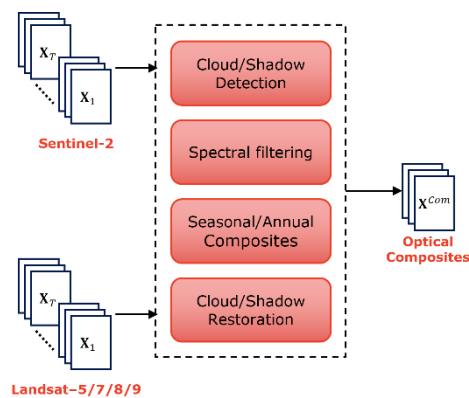 X_T
X_1
Sentinel-2
Cloud/Shadow
Detection
Spectral filtering
Seasonal/Annual
Composites
Cloud/Shadow
Restoration
X^Com
Optical
Composites
X_T
X_1
Landsat–5/7/8/9